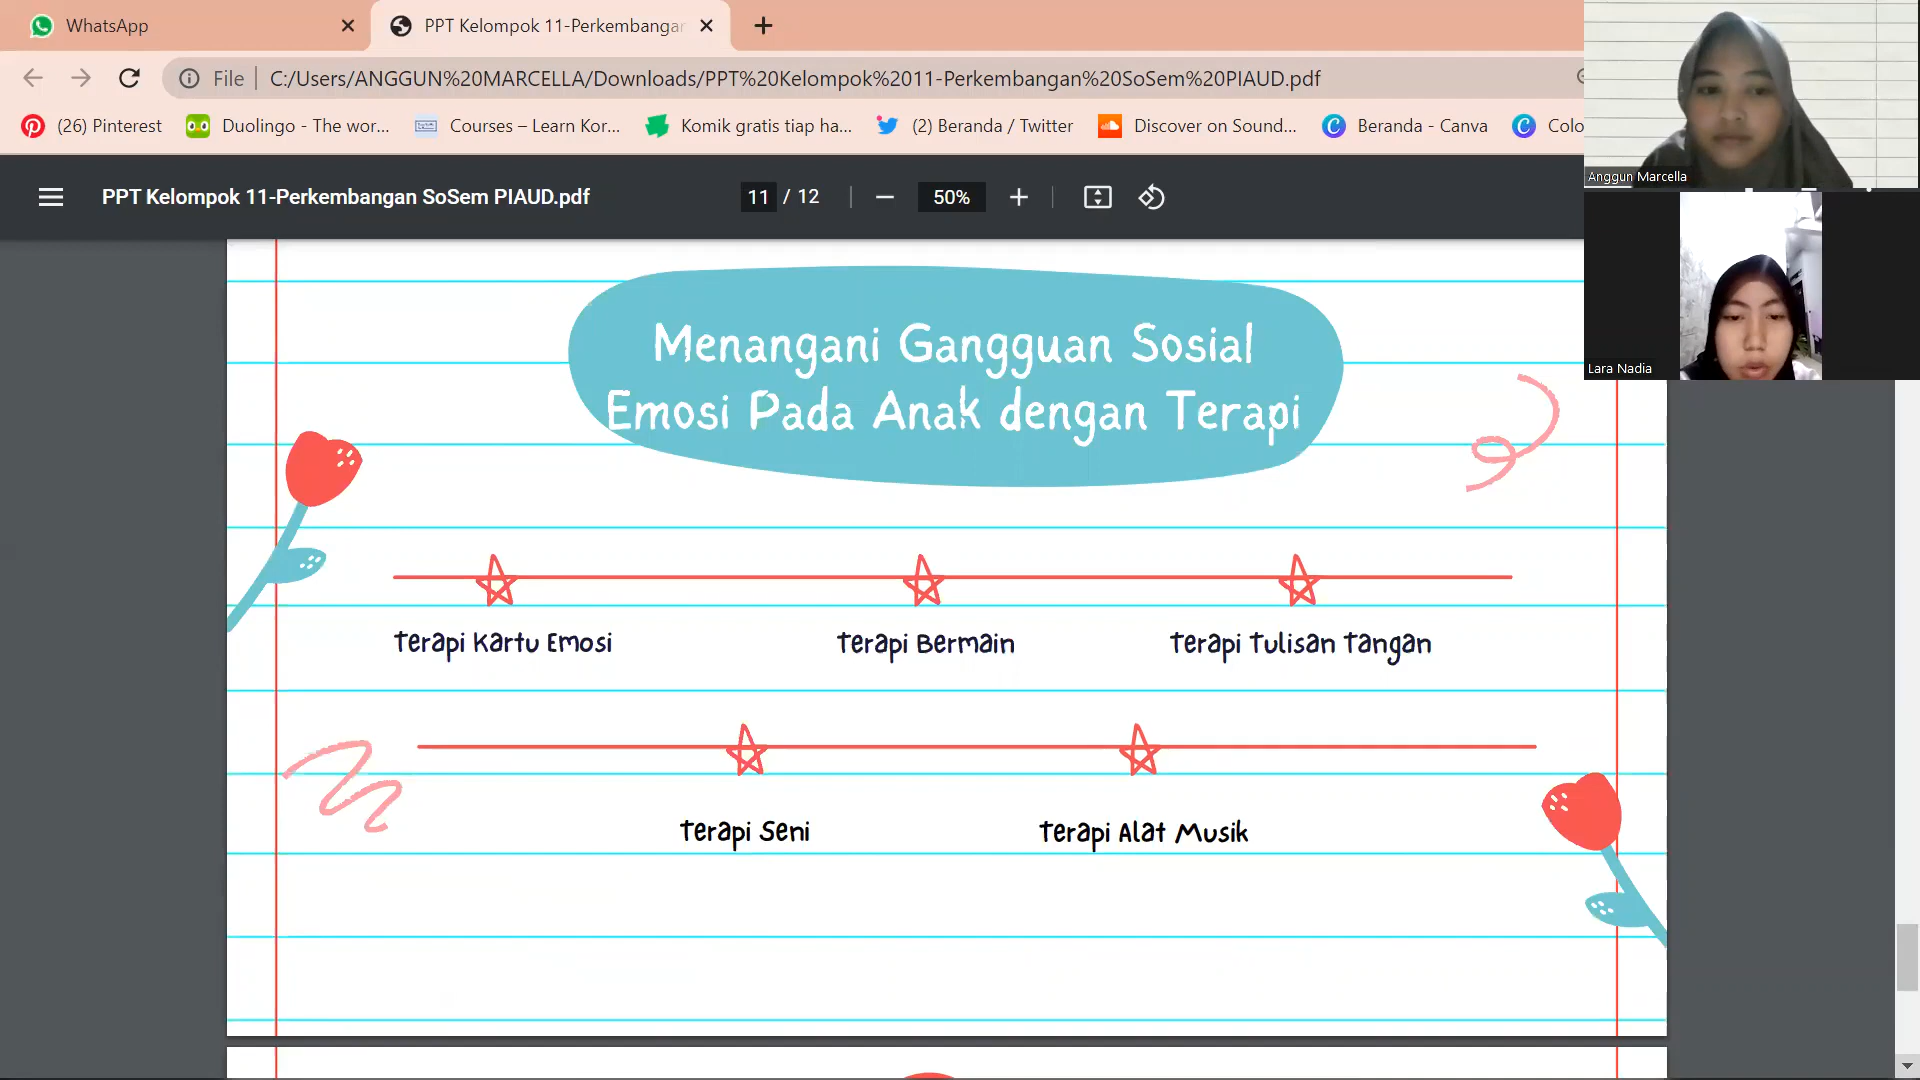 WhatsApp
PPT Kelompok 11-Perkembangan
File
C:/Users/ANGGUN%20MARCELLA/Downloads/PPT%20Kelompok%2011-Perkembangan%20SoSem%20PIAUD.pdf
(26) Pinterest
Duolingo - The wor...
Courses – Learn Kor...
Komik gratis tiap ha...
(2) Beranda / Twitter
Discover on Sound...
Beranda - Canva
Colo
PPT Kelompok 11-Perkembangan SoSem PIAUD.pdf
11 / 12
50%
Anggun Marcella
Lara Nadia
Menangani Gangguan Sosial
Emosi Pada Anak dengan Terapi
Terapi Kartu Emosi
Terapi Bermain
Terapi Tulisan Tangan
Terapi Seni
Terapi Alat Musik